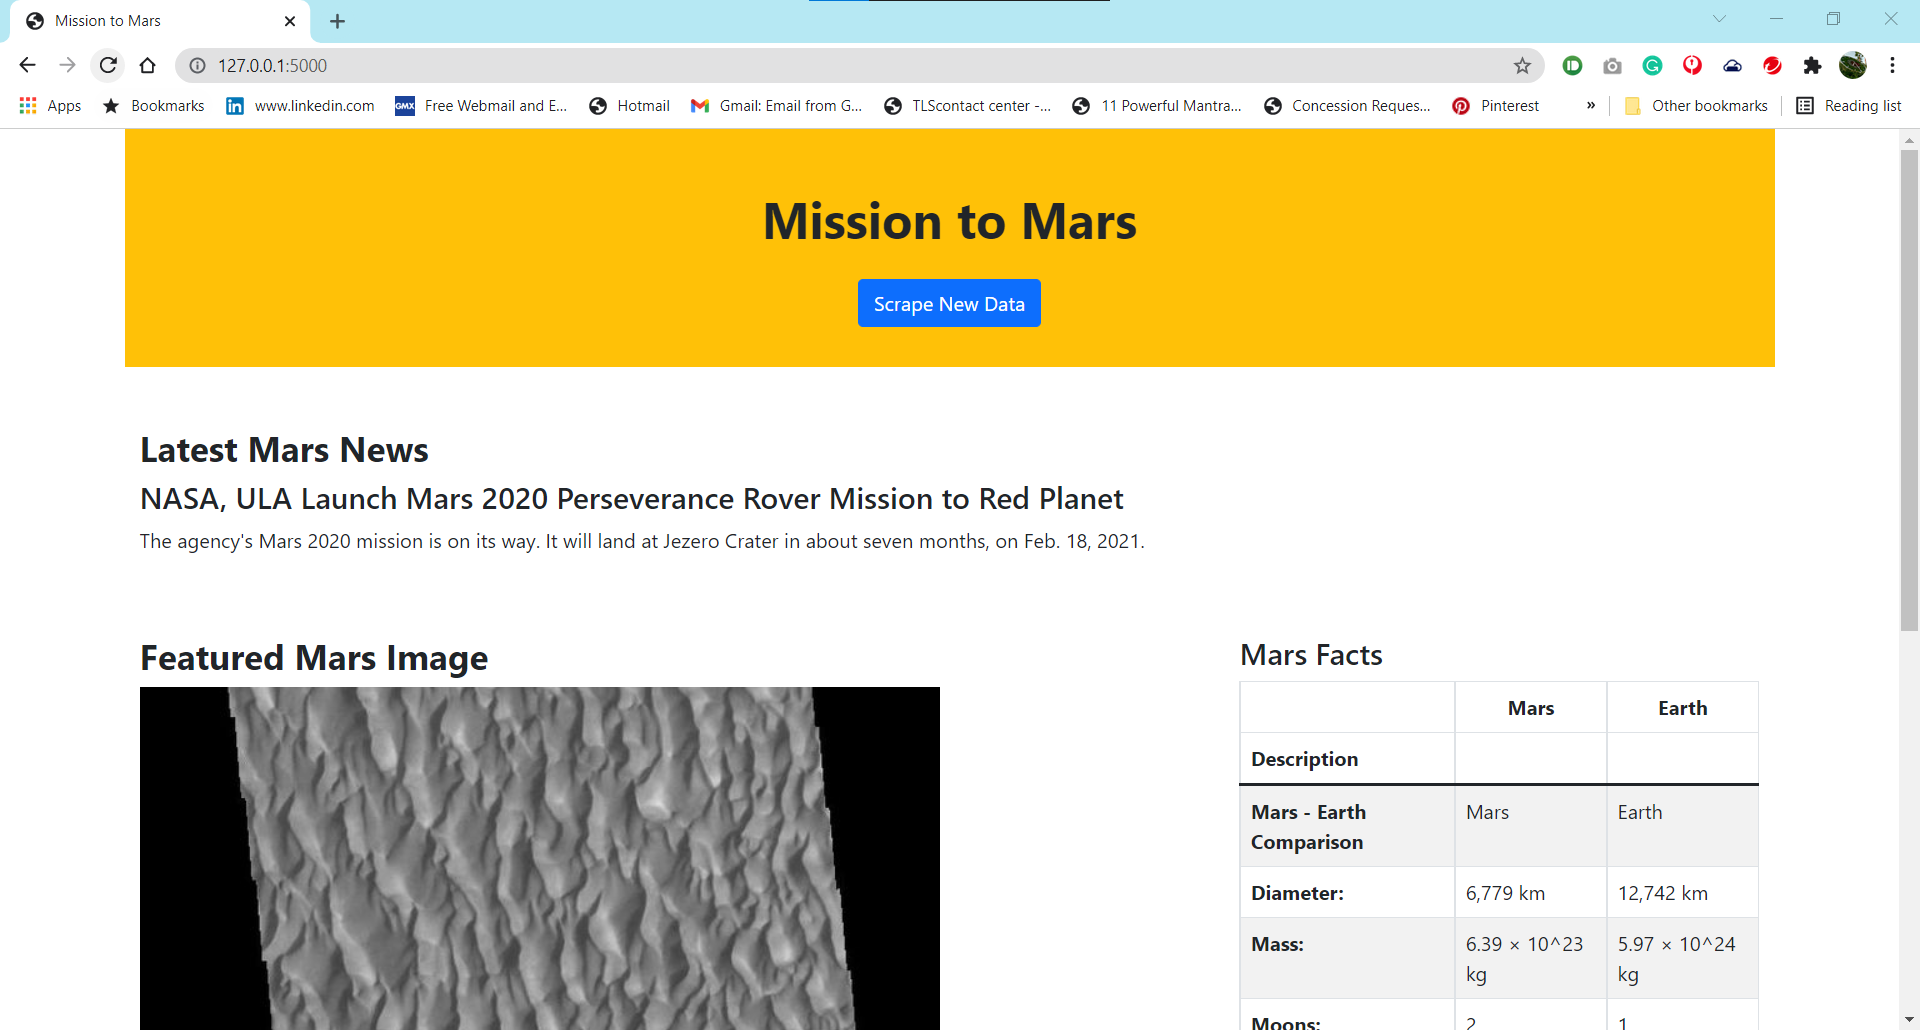 Mission to Mars
127.0.0.1:5000
Apps Bookmarks www.linkedin.com GMX Free Webmail and E... Hotmail Gmail: Email from G... TLScontact center -... 11 Powerful Mantra... Concession Reques... Pinterest » Other bookmarks Reading list
Mission to Mars
Scrape New Data
Latest Mars News
NASA, ULA Launch Mars 2020 Perseverance Rover Mission to Red Planet
The agency's Mars 2020 mission is on its way. It will land at Jezero Crater in about seven months, on Feb. 18, 2021.
Featured Mars Image
Mars Facts
Mars Earth
Description
Mars - Earth Comparison Mars Earth
Diameter: 6,779 km 12,742 km
Mass: 6.39 × 10^23 kg 5.97 × 10^24 kg
Moons: 2 1